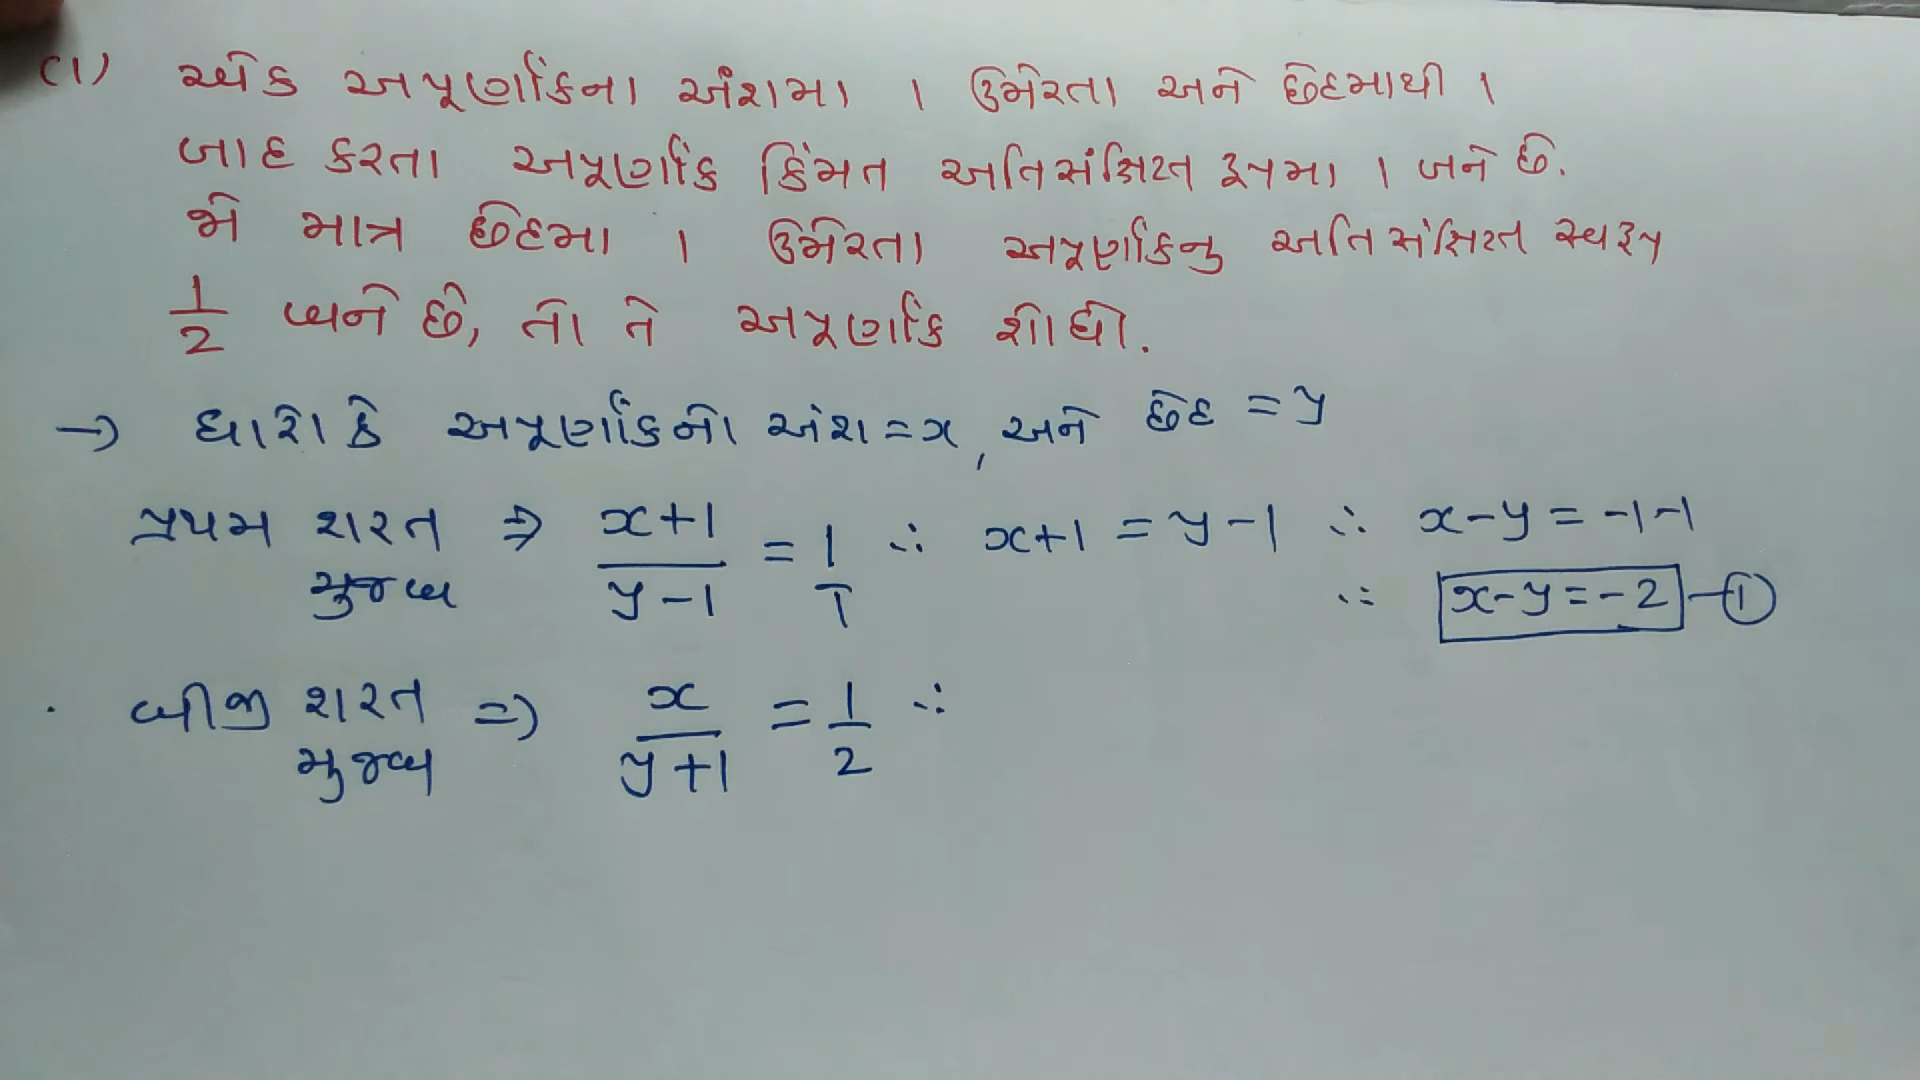 (1) એક અપૂર્ણાંકના અંશમા 1 ઉમેરતા અને છેદમાથી 1
બાદ કરતા અપૂર્ણાંક કિંમત અતિસંક્ષિપ્ત રૂપમા 1 બને છે.
જો માત્ર છેદમા 1 ઉમેરતા અપૂર્ણાંકનુ અતિસંક્ષિપ્ત સ્વરૂપ
1/2 બને છે, તો તે અપૂર્ણાંક શોધો.
→ ધારો કે અપૂર્ણાંકનો અંશ = x, અને છેદ = y
પ્રથમ શરત ⇒ (x+1)/(y-1) = 1/1 ∴ x+1 = y-1 ∴ x-y = -1-1
મુજબ ∴ x-y = -2 - ①
બીજી શરત ⇒ x/(y+1) = 1/2 ∴
મુજબ